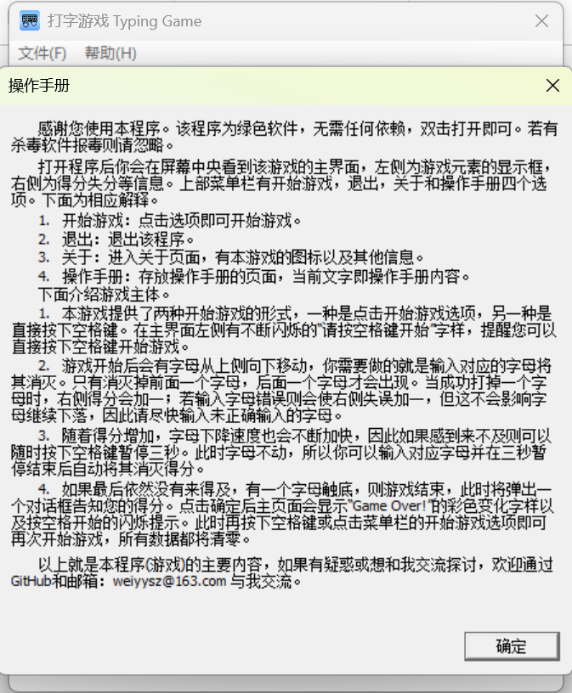 打字游戏 Typing Game
文件(F) 帮助(H)
操作手册
感谢您使用本程序。该程序为绿色软件，无需任何依赖，双击打开即可。若有
杀毒软件报毒则请忽略。
打开程序后你会在屏幕中央看到该游戏的主界面，左侧为游戏元素的显示框，
右侧为得分失分等信息。上部菜单栏有开始游戏，退出，关于和操作手册四个选
项。下面为相应解释。
1. 开始游戏：点击选项即可开始游戏。
2. 退出：退出该程序。
3. 关于：进入关于页面，有本游戏的图标以及其他信息。
4. 操作手册：存放操作手册的页面，当前文字即操作手册内容。
下面介绍游戏主体。
1. 本游戏提供了两种开始游戏的形式，一种是点击开始游戏选项，另一种是
直接按下空格键。在主界面左侧有不断闪烁的"请按空格键开始"字样，提醒您可以
直接按下空格键开始游戏。
2. 游戏开始后会有字母从上侧向下移动，你需要做的就是输入对应的字母将
其消灭。只有消灭掉前面一个字母，后面一个字母才会出现。当成功打掉一个字
母时，右侧得分会加一；若输入字母错误则会使右侧失误加一，但这不会影响字
母继续下落，因此请尽快输入未正确输入的字母。
3. 随着得分增加，字母下降速度也会不断加快，因此如果感到来不及则可以
随时按下空格键暂停三秒。此时字母不动，所以你可以输入对应字母并在三秒暂
停结束后自动将其消灭得分。
4. 如果最后依然没有来得及，有一个字母触底，则游戏结束，此时将弹出一
个对话框告知您的得分。点击确定后主页面会显示"Game Over!"的彩色变化字样以
及按空格开始的闪烁提示。此时再按下空格键或点击菜单栏的开始游戏选项即可
再次开始游戏，所有数据都将清零。
以上就是本程序(游戏)的主要内容，如果有疑惑或想和我交流探讨，欢迎通过
GitHub和邮箱：weiyysz@163.com 与我交流。
确定